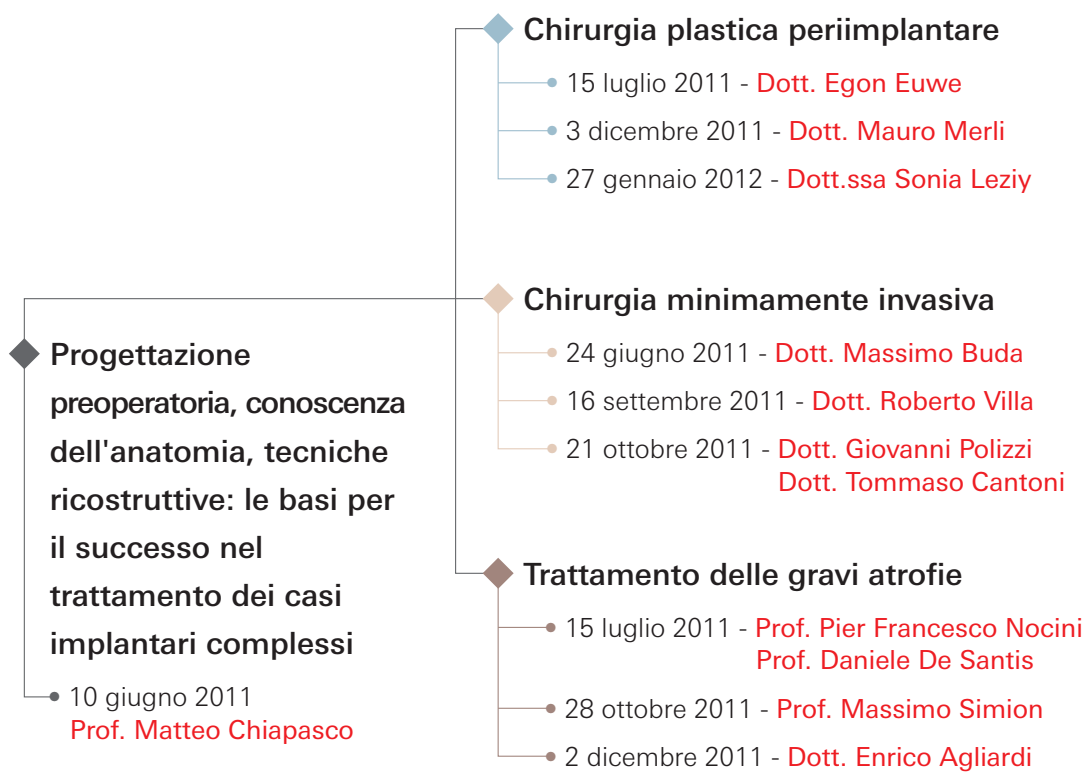 Chirurgia plastica periimplantare
15 luglio 2011 - Dott. Egon Euwe
3 dicembre 2011 - Dott. Mauro Merli
27 gennaio 2012 - Dott.ssa Sonia Leziy
Chirurgia minimamente invasiva
24 giugno 2011 - Dott. Massimo Buda
16 settembre 2011 - Dott. Roberto Villa
21 ottobre 2011 - Dott. Giovanni Polizzi
Dott. Tommaso Cantoni
Progettazione
preoperatoria, conoscenza
dell'anatomia, tecniche
ricostruttive: le basi per
il successo nel
trattamento dei casi
implantari complessi
10 giugno 2011
Prof. Matteo Chiapasco
Trattamento delle gravi atrofie
15 luglio 2011 - Prof. Pier Francesco Nocini
Prof. Daniele De Santis
28 ottobre 2011 - Prof. Massimo Simion
2 dicembre 2011 - Dott. Enrico Agliardi